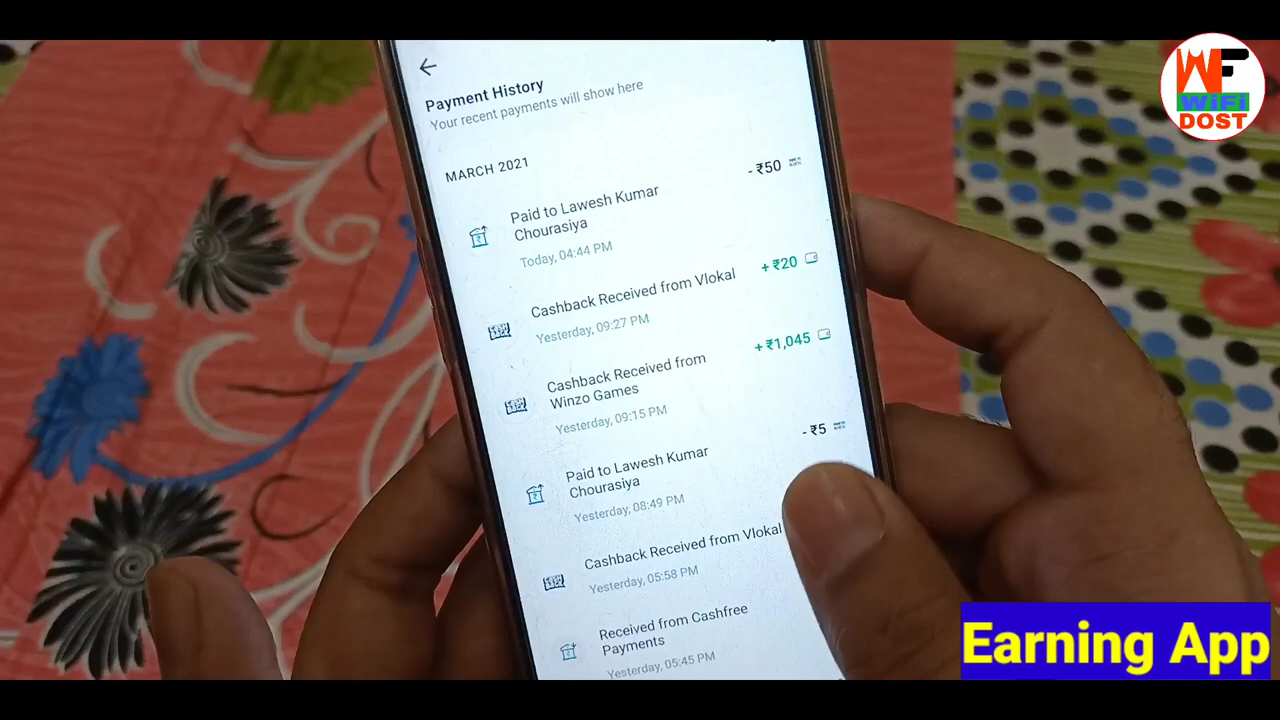 WF
WiFi
DOST
Payment History
Your recent payments will show here
MARCH 2021
Paid to Lawesh Kumar
Chourasiya
- ₹50
Today, 04:44 PM
Cashback Received from Vlokal
+ ₹20
Yesterday, 09:27 PM
Cashback Received from
Winzo Games
+ ₹1,045
Yesterday, 09:15 PM
Paid to Lawesh Kumar
Chourasiya
- ₹5
Yesterday, 08:49 PM
Cashback Received from Vlokal
Yesterday, 05:58 PM
Received from Cashfree
Payments
Yesterday, 05:45 PM
Earning App